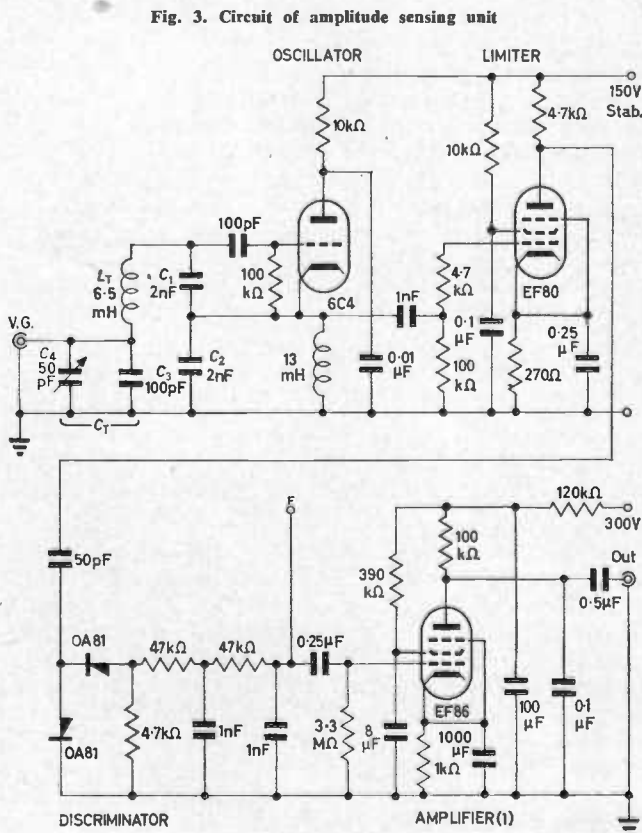 Fig. 3. Circuit of amplitude sensing unit
OSCILLATOR
LIMITER
10kΩ
10kΩ
4·7kΩ
150V
Stab.
100pF
L_T
6·5
mH
C₁
2nF
100
kΩ
6C4
1nF
4·7
kΩ
EF80
V.G.
C₄
50
pF
C₃
100pF
C₂
2nF
13
mH
0·01
μF
100
kΩ
0·1
μF
270Ω
0·25
μF
C_T
F
120kΩ
300V
50pF
390
kΩ
100
kΩ
Out
0·5μF
OA81
47kΩ
47kΩ
0·25μF
EF86
OA81
4·7kΩ
1nF
1nF
3·3
MΩ
8
μF
1000
μF
1kΩ
100
μF
0·1
μF
DISCRIMINATOR
AMPLIFIER(1)